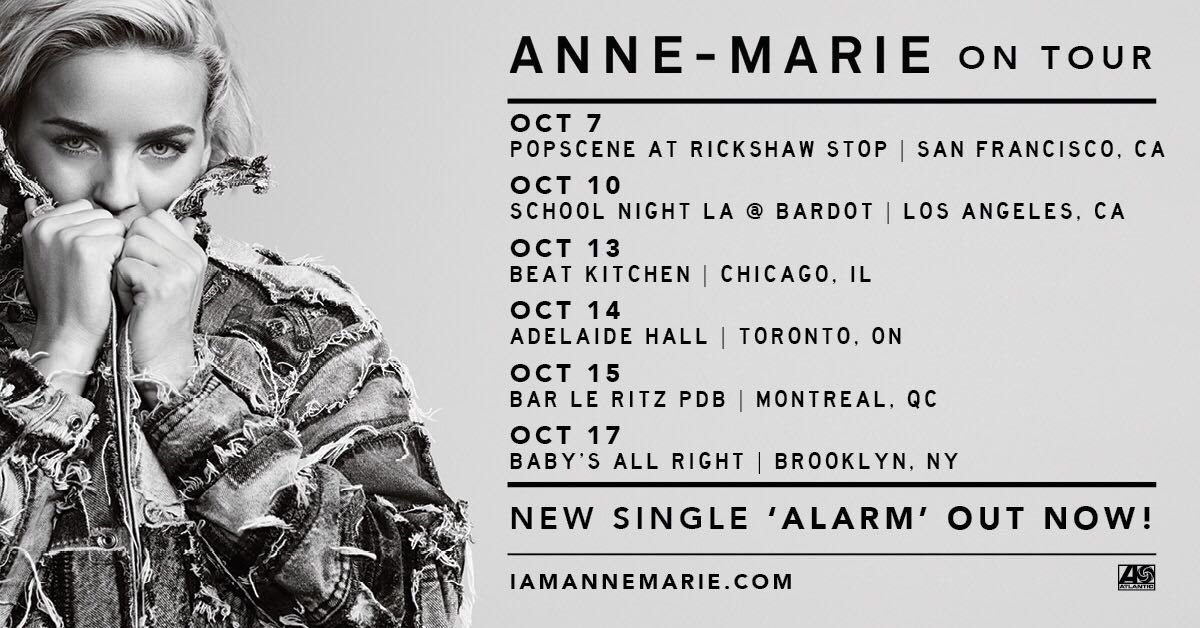 ANNE-MARIE ON TOUR
OCT 7
POPSCENE AT RICKSHAW STOP | SAN FRANCISCO, CA
OCT 10
SCHOOL NIGHT LA @ BARDOT | LOS ANGELES, CA
OCT 13
BEAT KITCHEN | CHICAGO, IL
OCT 14
ADELAIDE HALL | TORONTO, ON
OCT 15
BAR LE RITZ PDB | MONTREAL, QC
OCT 17
BABY'S ALL RIGHT | BROOKLYN, NY
NEW SINGLE ‘ALARM’ OUT NOW!
IAMANNEMARIE.COM
ATLANTIC